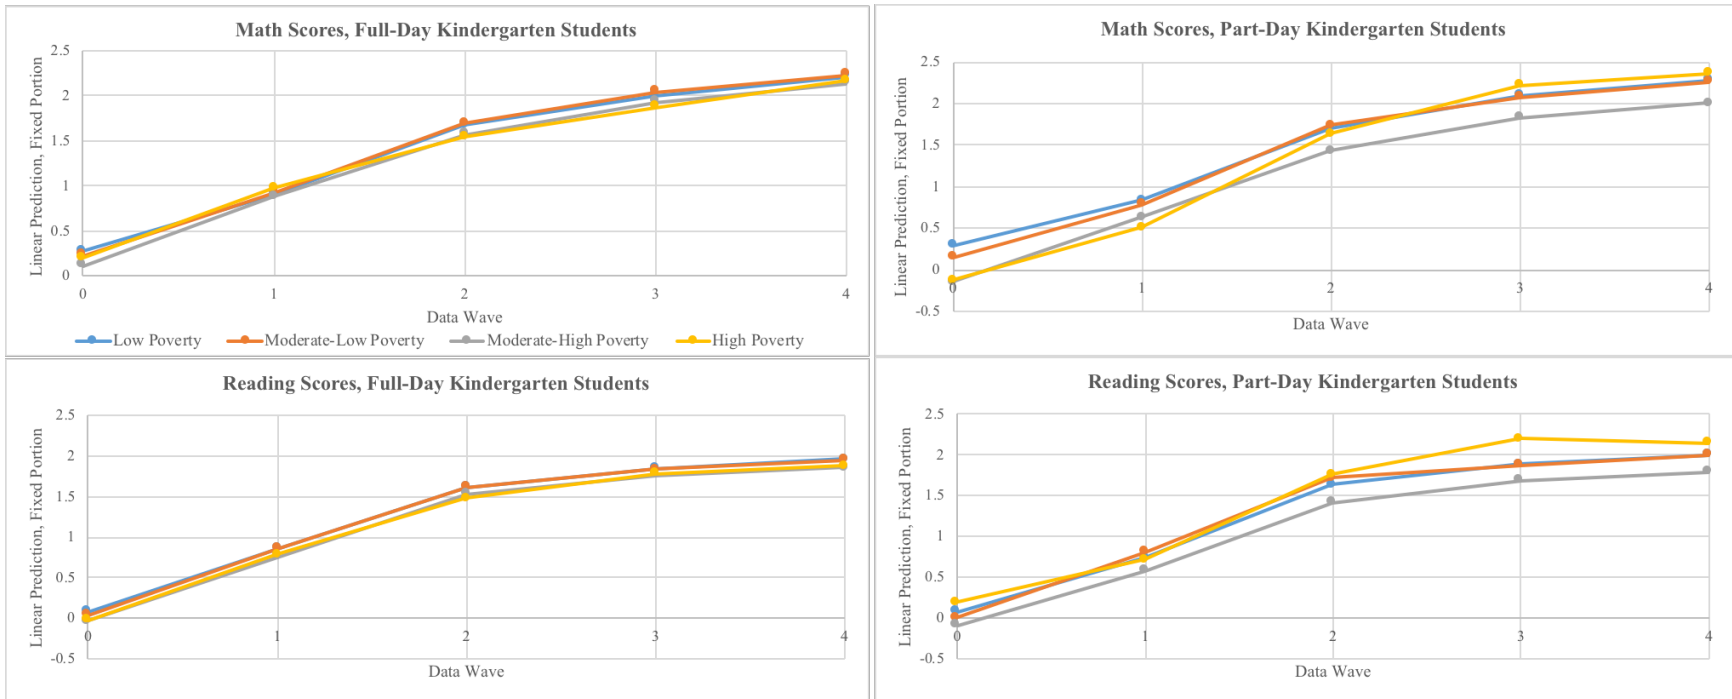 Math Scores, Full-Day Kindergarten Students
Linear Prediction, Fixed Portion
2.5
2
1.5
1
0.5
0
0 1 2 3 4
Data Wave
Low Poverty Moderate-Low Poverty Moderate-High Poverty High Poverty
Math Scores, Part-Day Kindergarten Students
Linear Prediction, Fixed Portion
2.5
2
1.5
1
0.5
0
-0.5
0 1 2 3 4
Data Wave
Reading Scores, Full-Day Kindergarten Students
Linear Prediction, Fixed Portion
2.5
2
1.5
1
0.5
0
-0.5
0 1 2 3 4
Data Wave
Reading Scores, Part-Day Kindergarten Students
Linear Prediction, Fixed Portion
2.5
2
1.5
1
0.5
0
-0.5
0 1 2 3 4
Data Wave